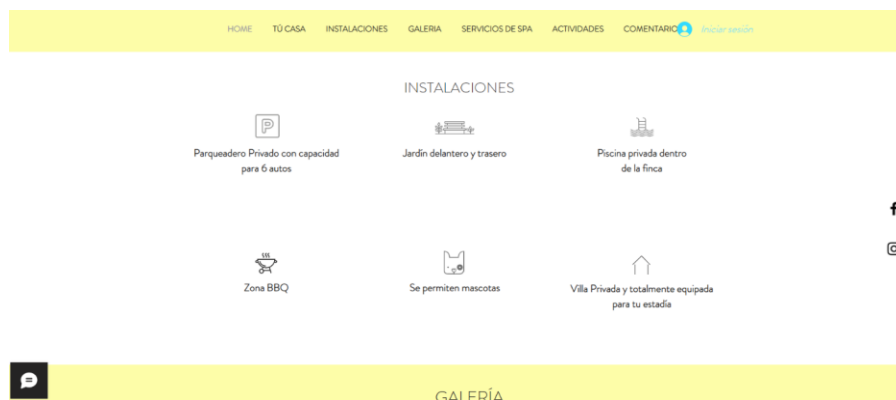 HOME TÚ CASA INSTALACIONES GALERIA SERVICIOS DE SPA ACTIVIDADES COMENTARIO Iniciar sesión
INSTALACIONES
P
Parqueadero Privado con capacidad
para 6 autos
Jardín delantero y trasero
Piscina privada dentro
de la finca
Zona BBQ
Se permiten mascotas
Villa Privada y totalmente equipada
para tu estadía
GALERÍA